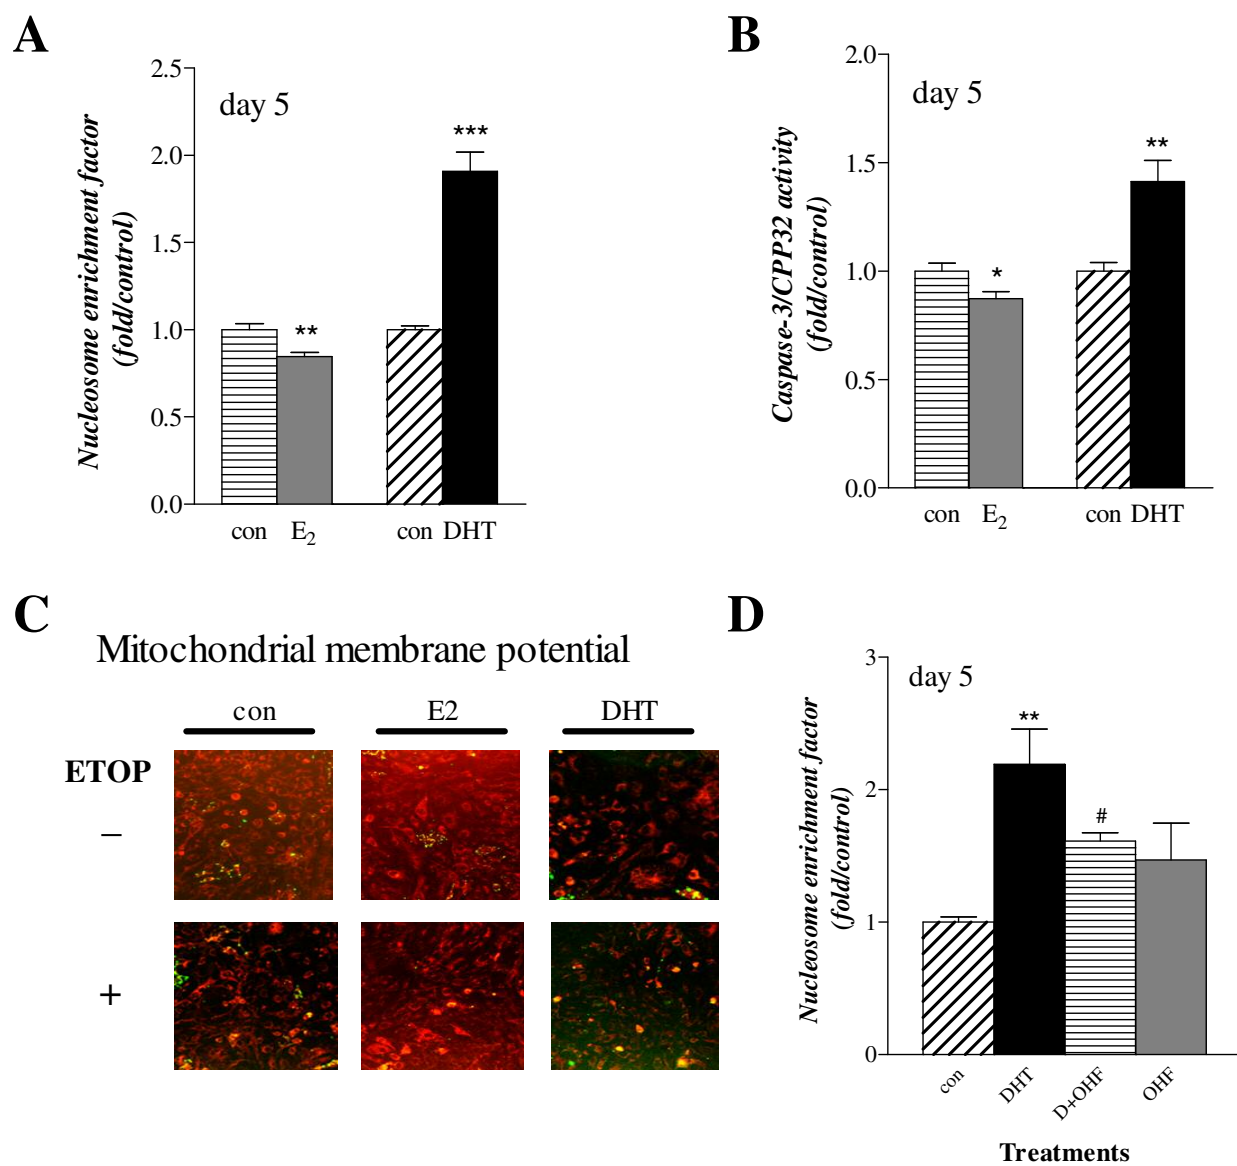 A
Nucleosome enrichment factor
(fold/control)
2.5
2.0
1.5
1.0
0.5
0.0
day 5
**
***
con E2
con DHT
B
Caspase-3/CPP32 activity
(fold/control)
2.0
1.5
1.0
0.5
0.0
day 5
*
**
con E2
con DHT
C
Mitochondrial membrane potential
con E2 DHT
ETOP
–
+
D
Nucleosome enrichment factor
(fold/control)
3
2
1
0
day 5
**
#
con
DHT
D+OHF
OHF
Treatments